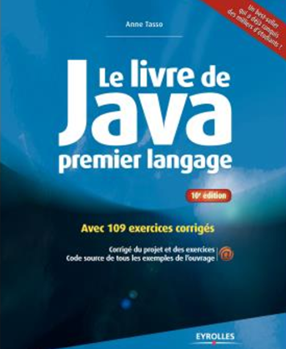 Anne Tasso
Un best-seller
qui a déjà conquis
des milliers d'étudiants !
Le livre de
Java
premier langage
10e édition
Avec 109 exercices corrigés
Corrigé du projet et des exercices
Code source de tous les exemples de l'ouvrage
@
EYROLLES